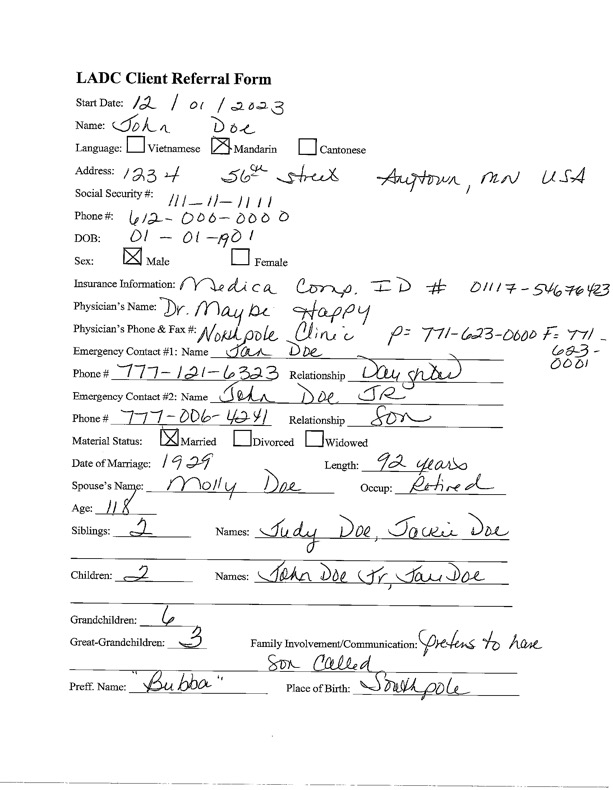 LADC Client Referral Form
Start Date: 12 / 01 / 2023
Name: John Doe
Language: Vietnamese Mandarin Cantonese
Address: 1234 56th street Anytown, MN USA
Social Security #: 111-11-1111
Phone #: 612-000-0000
DOB: 01-01-1901
Sex: Male Female
Insurance Information: Medica Comp. ID # 01117-54676423
Physician's Name: Dr. Maybe Happy
Physician's Phone & Fax #: Northpole Clinic P= 771-623-0000 F= 771-
623-
0001
Emergency Contact #1: Name Jan Doe
Phone # 777-121-6323 Relationship Daughter
Emergency Contact #2: Name John Doe JR
Phone # 777-006-4241 Relationship Son
Material Status: Married Divorced Widowed
Date of Marriage: 1929 Length: 92 years
Spouse's Name: Molly Doe Occup: Retired
Age: 118
Siblings: 2 Names: Judy Doe, Jackie Doe
Children: 2 Names: John Doe Jr, Jan Doe
Grandchildren: 6
Great-Grandchildren: 3 Family Involvement/Communication: prefers to have
Son Called
Preff. Name: "Bubba" Place of Birth: Southpole